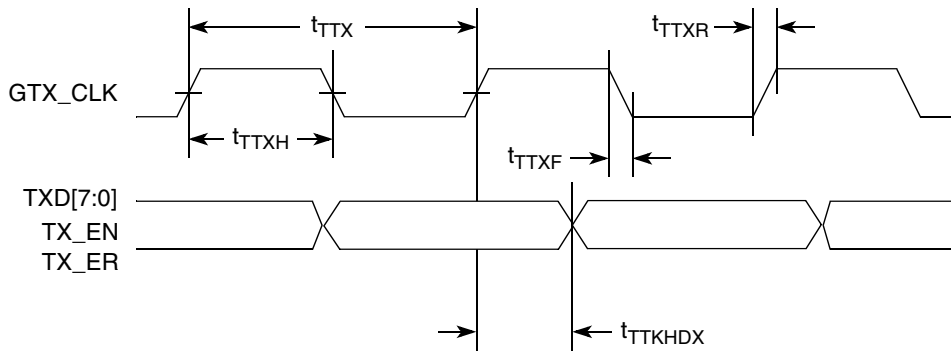 tTTX
tTTXR
GTX_CLK
tTTXH
tTTXF
TXD[7:0]
TX_EN
TX_ER
tTTKHDX